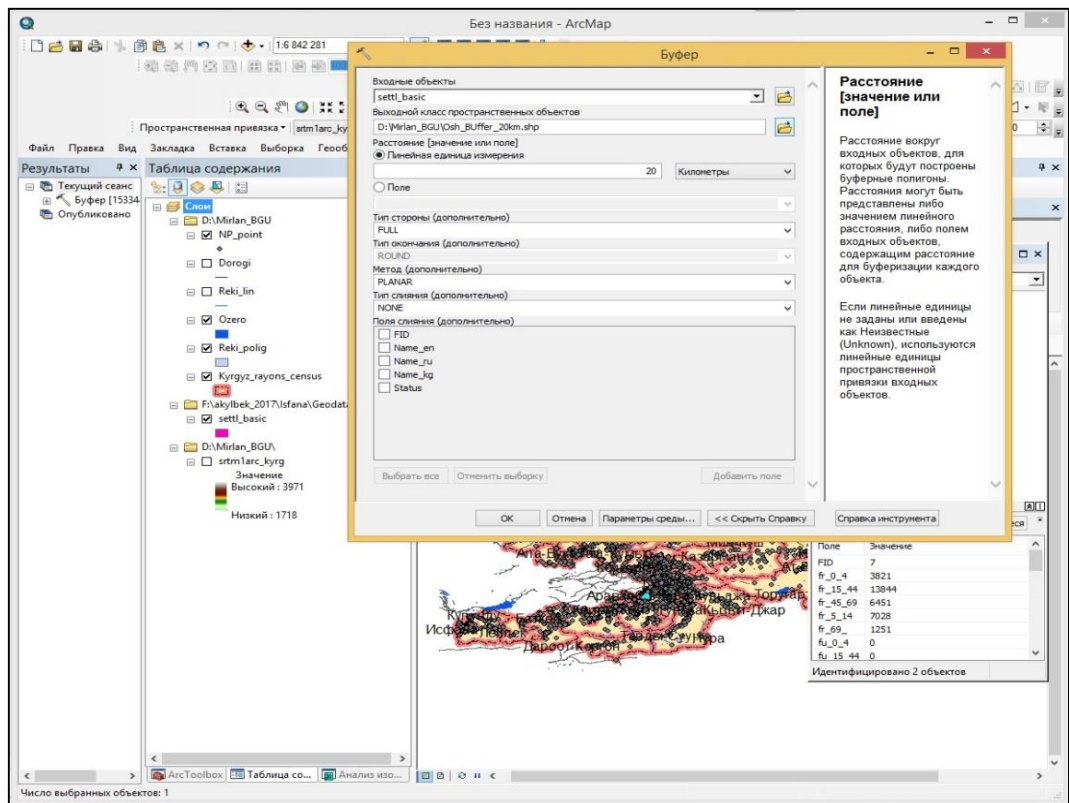 Без названия - ArcMap
1:6 842 281
Пространственная привязка
srtm1arc_ky
Файл Правка Вид Закладка Вставка Выборка Геооб
Результаты
Текущий сеанс
Буфер [15334
Опубликовано
Таблица содержания
Слои
D:\Mirlan_BGU
NP_point
Dorogi
Reki_lin
Ozero
Reki_polig
Kyrgyz_rayons_census
F:\akylbek_2017\Isfana\Geodata
settl_basic
D:\Mirlan_BGU\
srtm1arc_kyrg
Значение
Высокий : 3971
Низкий : 1718
Буфер
Входные объекты
settl_basic
Выходной класс пространственных объектов
D:\Mirlan_BGU\Osh_BUffer_20km.shp
Расстояние [значение или поле]
Линейная единица измерения
20 Километры
Поле
Тип стороны (дополнительно)
FULL
Тип окончания (дополнительно)
ROUND
Метод (дополнительно)
PLANAR
Тип слияния (дополнительно)
NONE
Поля слияния (дополнительно)
FID
Name_en
Name_ru
Name_kg
Status
Выбрать все Отменить выборку Добавить поле
OK Отмена Параметры среды... << Скрыть Справку
Расстояние
[значение или
поле]
Расстояние вокруг
входных объектов, для
которых будут построены
буферные полигоны.
Расстояния могут быть
представлены либо
значением линейного
расстояния, либо полем
входных объектов,
содержащим расстояние
для буферизации каждого
объекта.
Если линейные единицы
не заданы или введены
как Неизвестные
(Unknown), используются
линейные единицы
пространственной
привязки входных
объектов.
Справка инструмента
Поле Значение
FID 7
fr_0_4 3821
fr_15_44 13844
fr_45_69 6451
fr_5_14 7028
fr_69_ 1251
fu_0_4 0
fu_15_44 0
Идентифицировано 2 объектов
Дароот-Коргон
ArcToolbox Таблица со... Анализ изо...
Число выбранных объектов: 1